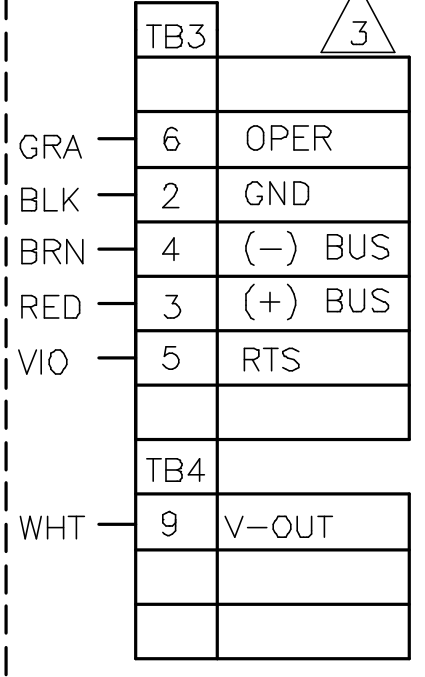 TB3 3
GRA 6 OPER
BLK 2 GND
BRN 4 (-) BUS
RED 3 (+) BUS
VIO 5 RTS
TB4
WHT 9 V-OUT